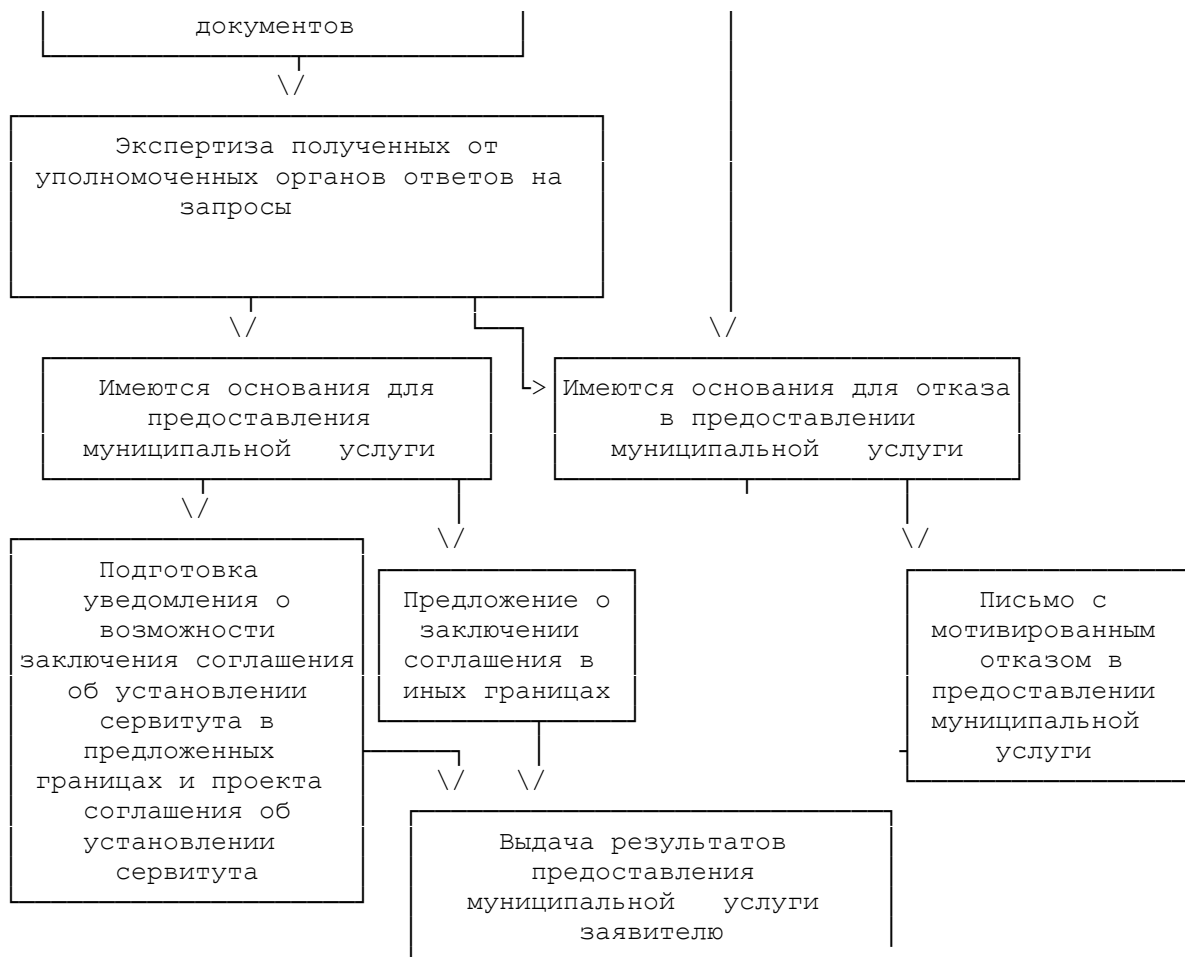 документов
Экспертиза полученных от
уполномоченных органов ответов на
запросы
Имеются основания для
предоставления
муниципальной услуги
Имеются основания для отказа
в предоставлении
муниципальной услуги
Подготовка
уведомления о
возможности
заключения соглашения
об установлении
сервитута в
предложенных
границах и проекта
соглашения об
установлении
сервитута
Предложение о
заключении
соглашения в
иных границах
Письмо с
мотивированным
отказом в
предоставлении
муниципальной
услуги
Выдача результатов
предоставления
муниципальной услуги
заявителю